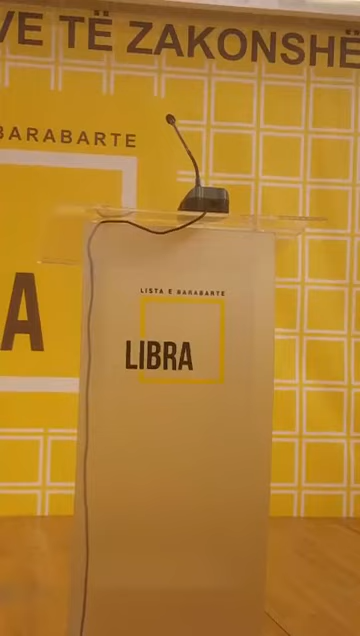 VE TË ZAKONSHË
BARABARTE
A
LISTA E BARABARTE
LIBRA